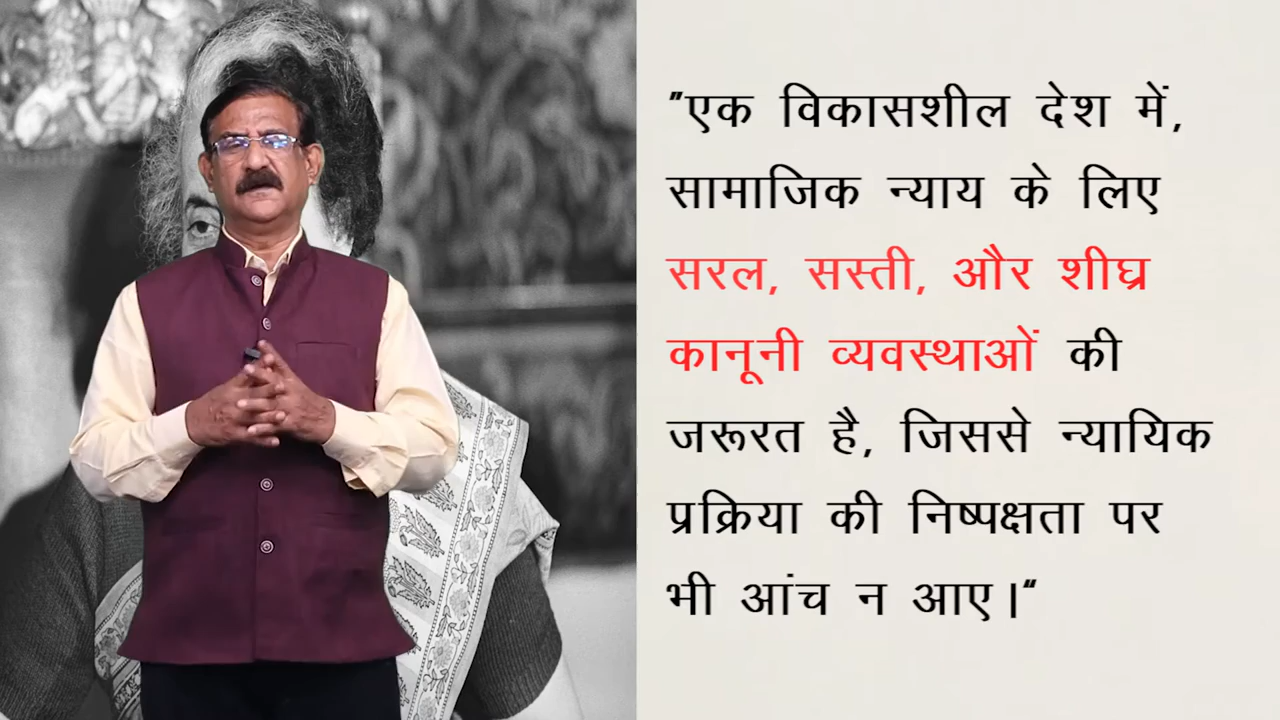 "एक विकासशील देश में,
सामाजिक न्याय के लिए
सरल, सस्ती, और शीघ्र
कानूनी व्यवस्थाओं की
जरूरत है, जिससे न्यायिक
प्रक्रिया की निष्पक्षता पर
भी आंच न आए।"